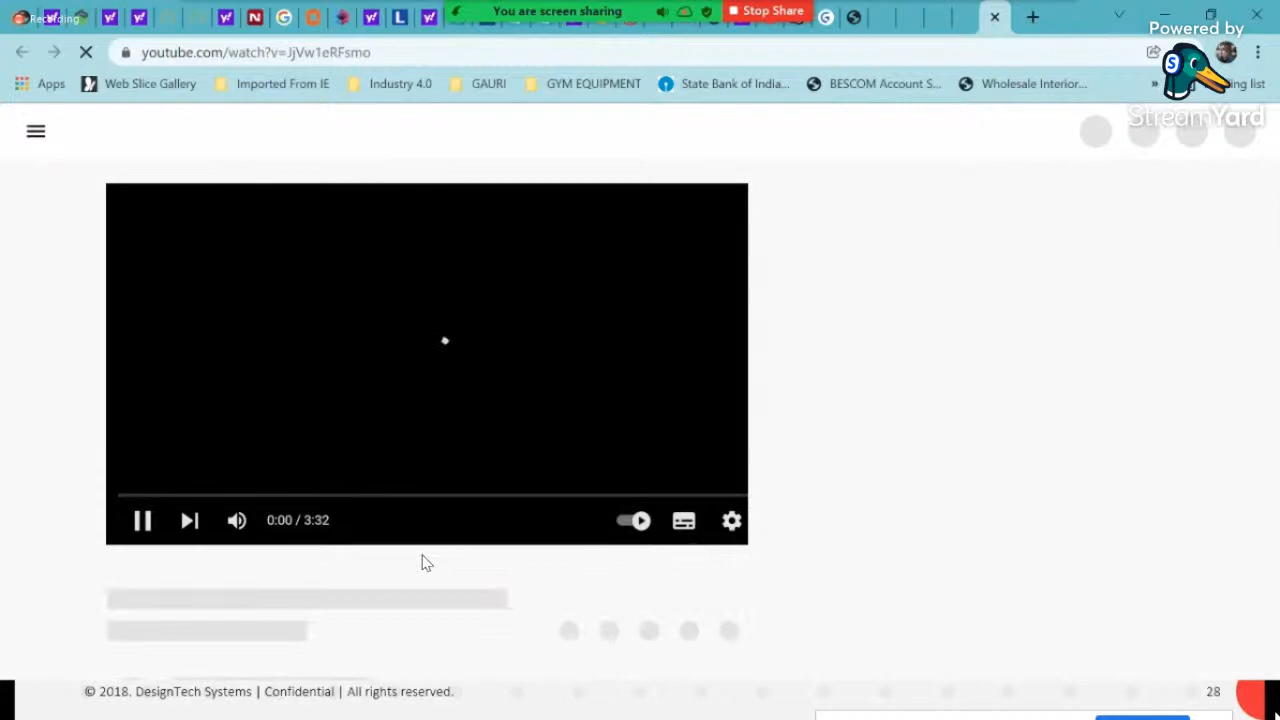 Recording
You are screen sharing
Stop Share
youtube.com/watch?v=JjVw1eRFsmo
Powered by
Apps
Web Slice Gallery
Imported From IE
Industry 4.0
GAURI
GYM EQUIPMENT
State Bank of India...
BESCOM Account S...
Wholesale Interior...
list
StreamYard
0:00 / 3:32
© 2018. DesignTech Systems | Confidential | All rights reserved.
28